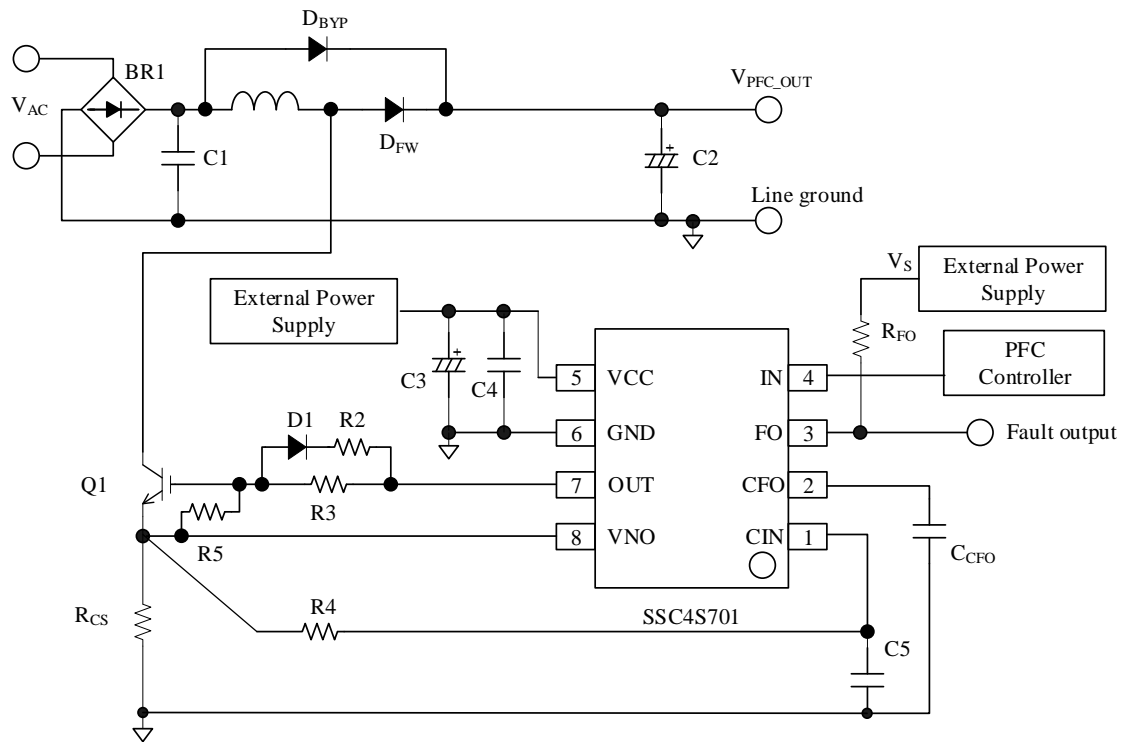 D_BYP
BR1
V_AC
V_PFC_OUT
D_FW
C1
+
C2
Line ground
External Power
Supply
V_S
External Power
Supply
R_FO
PFC
Controller
+
C3
C4
5
VCC
IN
4
6
GND
FO
3
Fault output
D1
R2
7
OUT
CFO
2
Q1
R3
8
VNO
CIN
1
R5
C_CFO
R_CS
R4
SSC4S701
C5